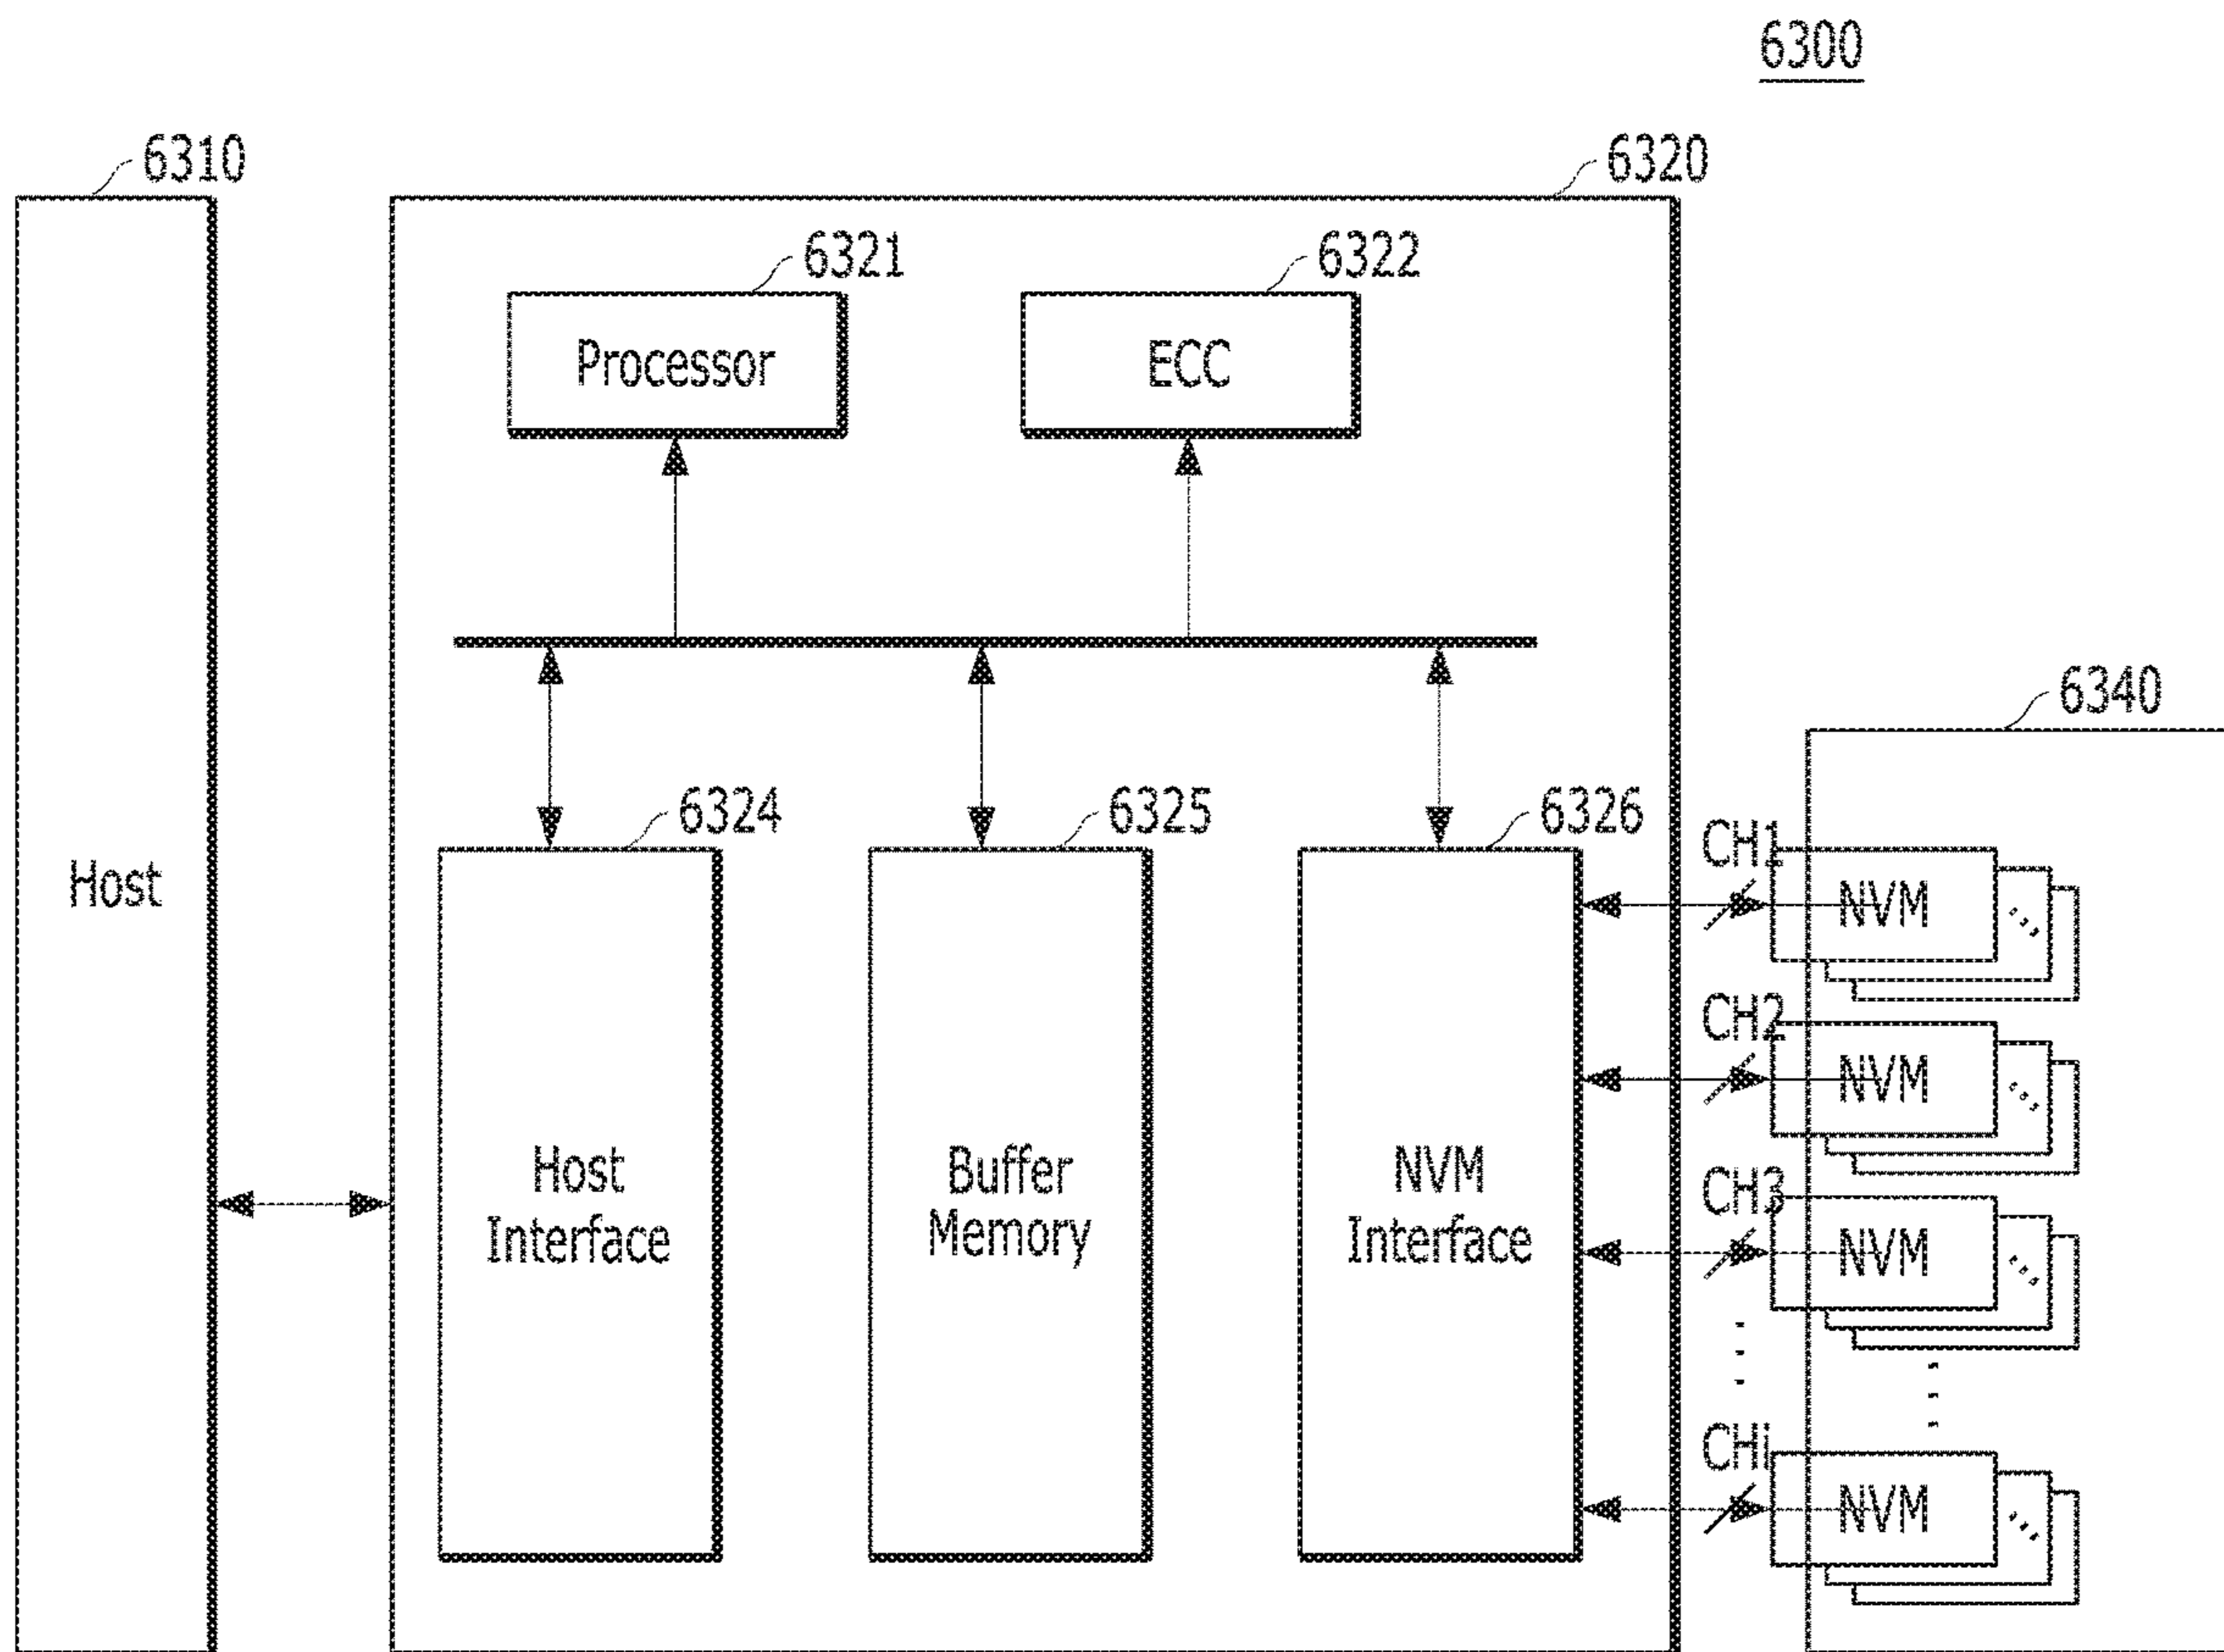 6300
6310
6320
6321
6322
Processor
ECC
6340
6324
6325
6326
CH1
Host
NVM
CH2
NVM
Host
Interface
Buffer
Memory
NVM
Interface
CH3
NVM
CHi
NVM